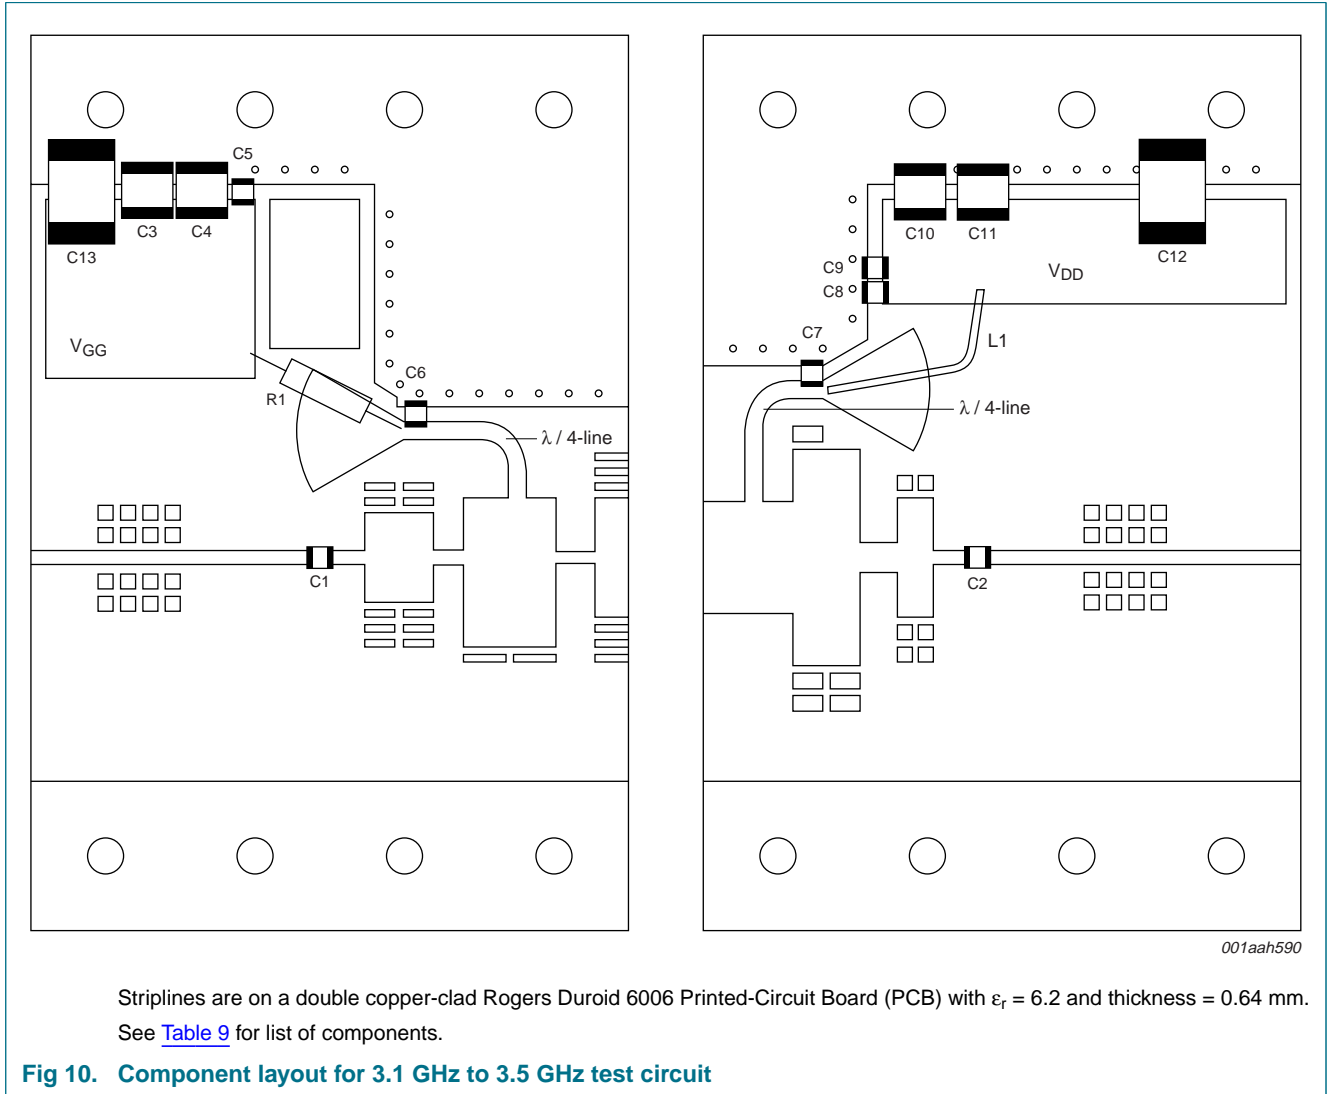 C5
C13
C3
C4
V_GG
R1
C6
λ / 4-line
C1
C10
C11
C12
C9
C8
V_DD
C7
L1
λ / 4-line
C2
001aah590
Striplines are on a double copper-clad Rogers Duroid 6006 Printed-Circuit Board (PCB) with ε_r = 6.2 and thickness = 0.64 mm.
See Table 9 for list of components.
Fig 10. Component layout for 3.1 GHz to 3.5 GHz test circuit